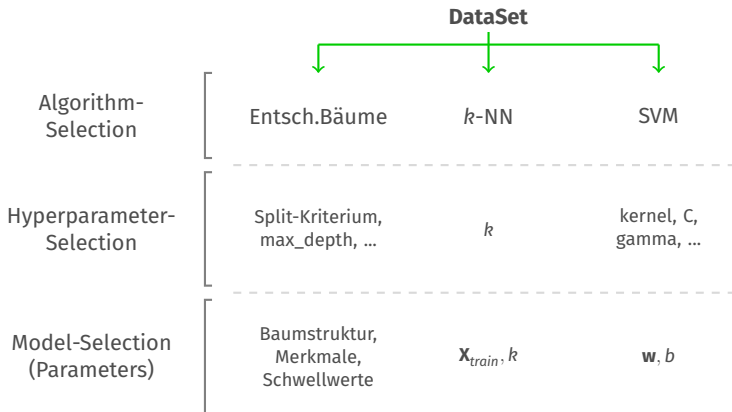 DataSet
Algorithm-
Selection
Entsch.Bäume
k-NN
SVM
Hyperparameter-
Selection
Split-Kriterium,
max_depth, ...
k
kernel, C,
gamma, ...
Model-Selection
(Parameters)
Baumstruktur,
Merkmale,
Schwellwerte
X_train, k
w, b